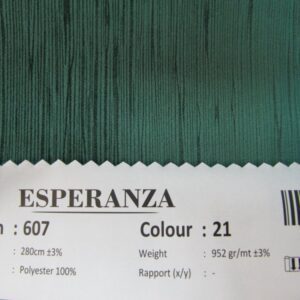 ESPERANZA
: 607 Colour : 21
: 280cm ±3% Weight : 952 gr/mt ±3%
: Polyester 100% Rapport (x/y) : -